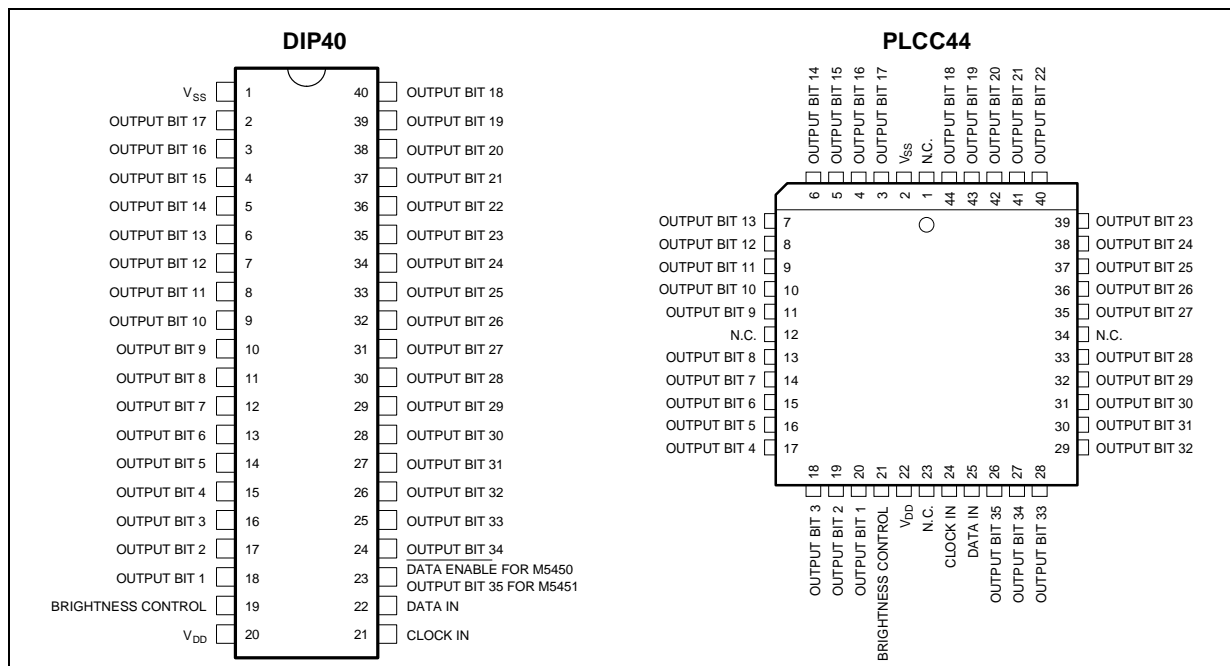 DIP40
VSS 1 40 OUTPUT BIT 18
OUTPUT BIT 17 2 39 OUTPUT BIT 19
OUTPUT BIT 16 3 38 OUTPUT BIT 20
OUTPUT BIT 15 4 37 OUTPUT BIT 21
OUTPUT BIT 14 5 36 OUTPUT BIT 22
OUTPUT BIT 13 6 35 OUTPUT BIT 23
OUTPUT BIT 12 7 34 OUTPUT BIT 24
OUTPUT BIT 11 8 33 OUTPUT BIT 25
OUTPUT BIT 10 9 32 OUTPUT BIT 26
OUTPUT BIT 9 10 31 OUTPUT BIT 27
OUTPUT BIT 8 11 30 OUTPUT BIT 28
OUTPUT BIT 7 12 29 OUTPUT BIT 29
OUTPUT BIT 6 13 28 OUTPUT BIT 30
OUTPUT BIT 5 14 27 OUTPUT BIT 31
OUTPUT BIT 4 15 26 OUTPUT BIT 32
OUTPUT BIT 3 16 25 OUTPUT BIT 33
OUTPUT BIT 2 17 24 OUTPUT BIT 34
OUTPUT BIT 1 18 23 DATA ENABLE FOR M5450
OUTPUT BIT 35 FOR M5451
BRIGHTNESS CONTROL 19 22 DATA IN
VDD 20 21 CLOCK IN
PLCC44
OUTPUT BIT 14
OUTPUT BIT 15
OUTPUT BIT 16
OUTPUT BIT 17
VSS
N.C.
OUTPUT BIT 18
OUTPUT BIT 19
OUTPUT BIT 20
OUTPUT BIT 21
OUTPUT BIT 22
6 5 4 3 2 1 44 43 42 41 40
OUTPUT BIT 13 7 39 OUTPUT BIT 23
OUTPUT BIT 12 8 38 OUTPUT BIT 24
OUTPUT BIT 11 9 37 OUTPUT BIT 25
OUTPUT BIT 10 10 36 OUTPUT BIT 26
OUTPUT BIT 9 11 35 OUTPUT BIT 27
N.C. 12 34 N.C.
OUTPUT BIT 8 13 33 OUTPUT BIT 28
OUTPUT BIT 7 14 32 OUTPUT BIT 29
OUTPUT BIT 6 15 31 OUTPUT BIT 30
OUTPUT BIT 5 16 30 OUTPUT BIT 31
OUTPUT BIT 4 17 29 OUTPUT BIT 32
18 19 20 21 22 23 24 25 26 27 28
OUTPUT BIT 3
OUTPUT BIT 2
OUTPUT BIT 1
BRIGHTNESS CONTROL
VDD
N.C.
CLOCK IN
DATA IN
OUTPUT BIT 35
OUTPUT BIT 34
OUTPUT BIT 33